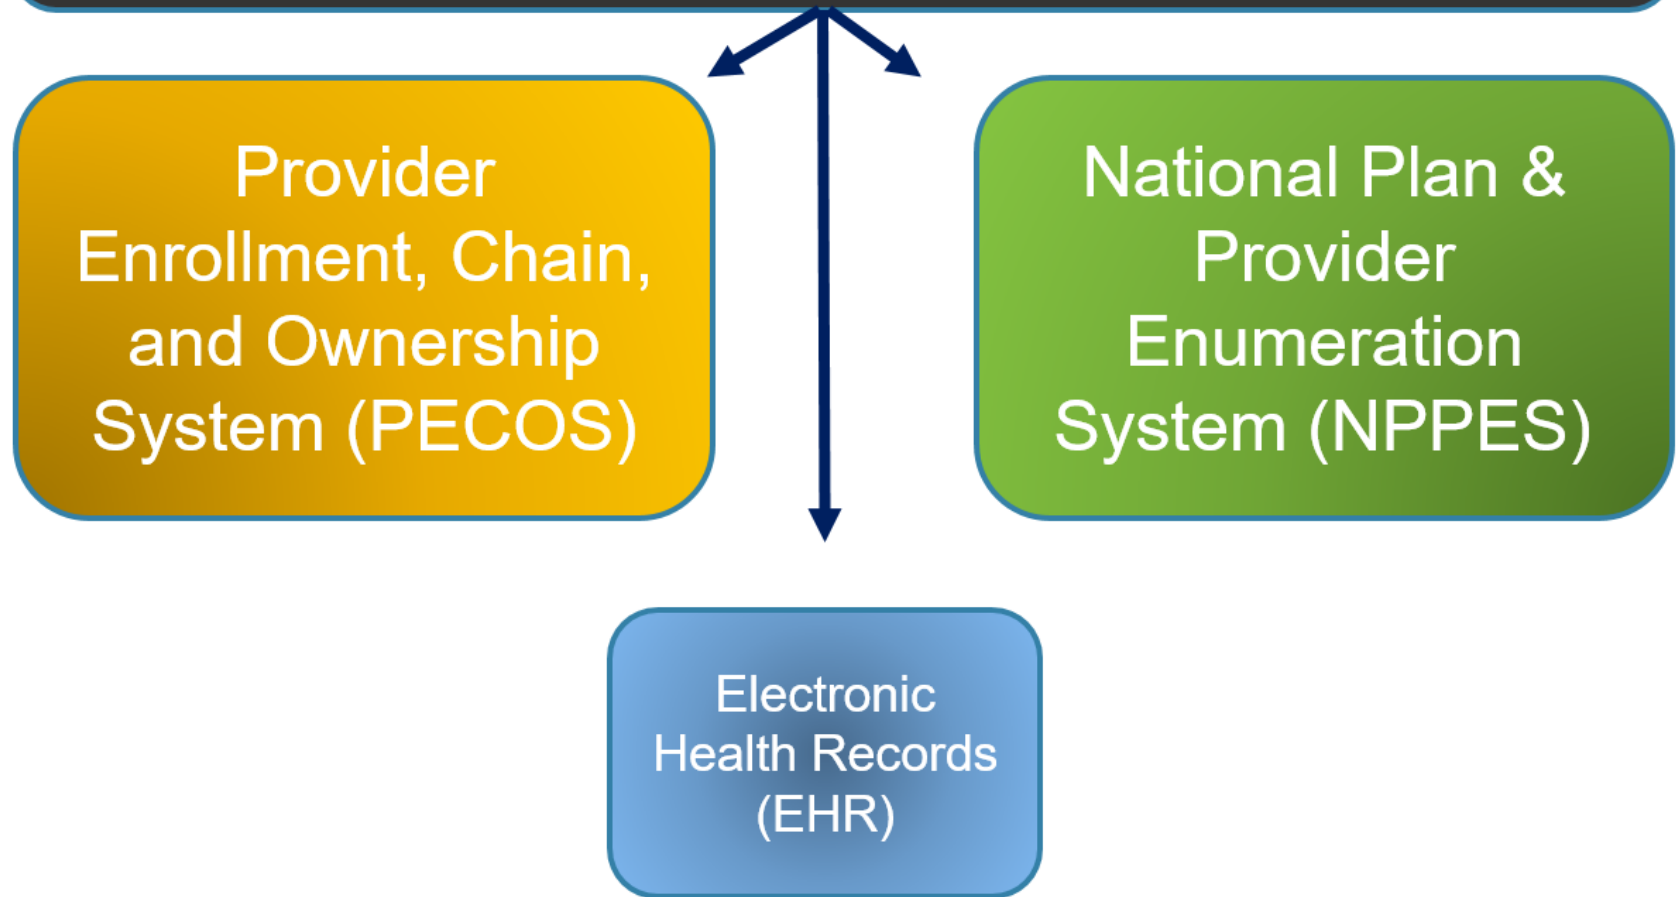 Provider
Enrollment, Chain,
and Ownership
System (PECOS)
National Plan &
Provider
Enumeration
System (NPPES)
Electronic
Health Records
(EHR)